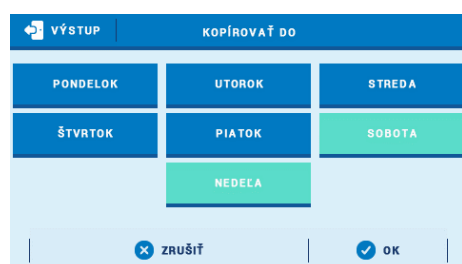 VÝSTUP
KOPÍROVAŤ DO
PONDELOK UTOROK STREDA
ŠTVRTOK PIATOK SOBOTA
NEDEĽA
ZRUŠIŤ OK